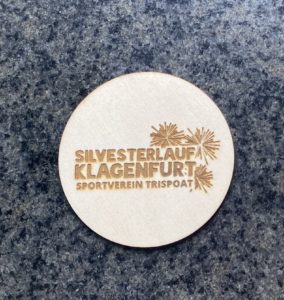 SILVESTERLAUF
KLAGENFURT
SPORTVEREIN TRISPOAT